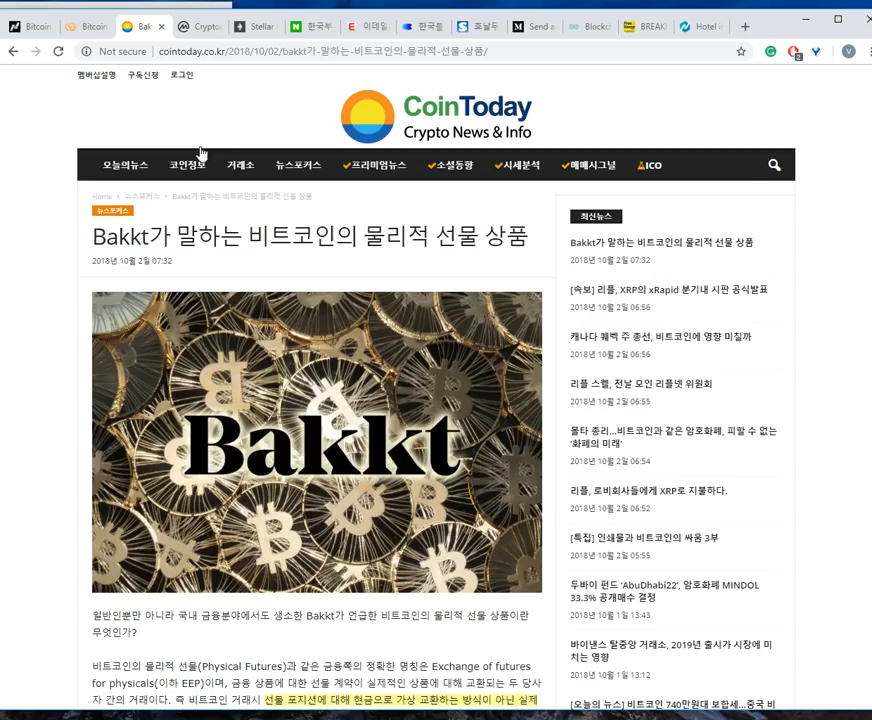 Bitcoin
Bitcoin
Bak
Crypto
Stellar
한국부
이데일
한국블
호날두
Send a
Blockch
BREAKI
Hotel i
Not secure
cointoday.co.kr/2018/10/02/bakkt가-말하는-비트코인의-물리적-선물-상품/
멤버십설명 구독신청 로그인
CoinToday
Crypto News & Info
오늘의뉴스 코인정보 거래소 뉴스포커스 프리미엄뉴스 소셜동향 시세분석 매매시그널 ICO
Home › 뉴스포커스 › Bakkt가 말하는 비트코인의 물리적 선물 상품
뉴스포커스
Bakkt가 말하는 비트코인의 물리적 선물 상품
2018년 10월 2일 07:32
Bakkt
일반인뿐만 아니라 국내 금융분야에서도 생소한 Bakkt가 언급한 비트코인의 물리적 선물 상품이란
무엇인가?
비트코인의 물리적 선물(Physical Futures)과 같은 금융쪽의 정확한 명칭은 Exchange of futures
for physicals(이하 EEP)이며, 금융 상품에 대한 선물 계약이 실제적인 상품에 대해 교환되는 두 당사
자 간의 거래이다. 즉 비트코인 거래시 선물 포지션에 대해 현금으로 가상 교환하는 방식이 아닌 실제
최신뉴스
Bakkt가 말하는 비트코인의 물리적 선물 상품
2018년 10월 2일 07:32
[속보] 리플, XRP의 xRapid 분기내 시판 공식발표
2018년 10월 2일 06:56
캐나다 퀘벡 주 총선, 비트코인에 영향 미칠까
2018년 10월 2일 06:56
리플 스웰, 전날 모인 리플넷 위원회
2018년 10월 2일 06:55
몰타 총리...비트코인과 같은 암호화폐, 피할 수 없는
‘화폐의 미래’
2018년 10월 2일 06:54
리플, 로비회사들에게 XRP로 지불하다.
2018년 10월 2일 06:52
[특집] 인쇄물과 비트코인의 싸움 3부
2018년 10월 2일 05:55
두바이 펀드 ‘AbuDhabi22’, 암호화폐 MINDOL
33.3% 공개매수 결정
2018년 10월 1일 13:43
바이낸스 탈중앙 거래소, 2019년 출시가 시장에 미
치는 영향
2018년 10월 1일 13:12
[오늘의 뉴스] 비트코인 740만원대 보합세...중국 비